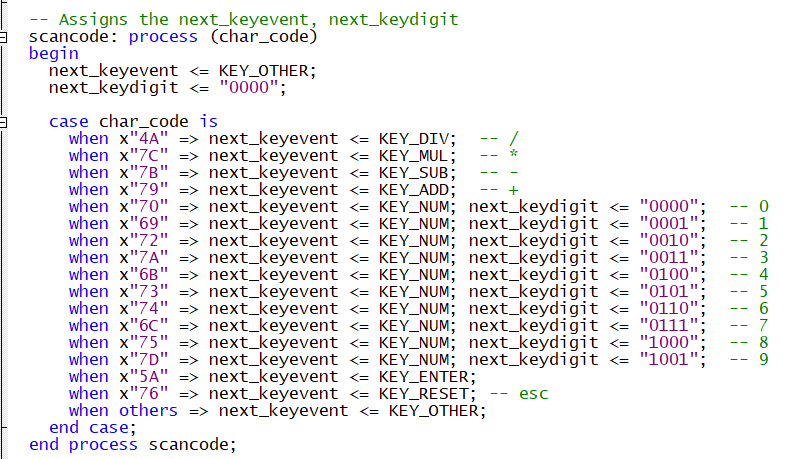 -- Assigns the next_keyevent, next_keydigit
scancode: process (char_code)
begin
next_keyevent <= KEY_OTHER;
next_keydigit <= "0000";
case char_code is
when x"4A" => next_keyevent <= KEY_DIV; -- /
when x"7C" => next_keyevent <= KEY_MUL; -- *
when x"7B" => next_keyevent <= KEY_SUB; -- -
when x"79" => next_keyevent <= KEY_ADD; -- +
when x"70" => next_keyevent <= KEY_NUM; next_keydigit <= "0000"; -- 0
when x"69" => next_keyevent <= KEY_NUM; next_keydigit <= "0001"; -- 1
when x"72" => next_keyevent <= KEY_NUM; next_keydigit <= "0010"; -- 2
when x"7A" => next_keyevent <= KEY_NUM; next_keydigit <= "0011"; -- 3
when x"6B" => next_keyevent <= KEY_NUM; next_keydigit <= "0100"; -- 4
when x"73" => next_keyevent <= KEY_NUM; next_keydigit <= "0101"; -- 5
when x"74" => next_keyevent <= KEY_NUM; next_keydigit <= "0110"; -- 6
when x"6C" => next_keyevent <= KEY_NUM; next_keydigit <= "0111"; -- 7
when x"75" => next_keyevent <= KEY_NUM; next_keydigit <= "1000"; -- 8
when x"7D" => next_keyevent <= KEY_NUM; next_keydigit <= "1001"; -- 9
when x"5A" => next_keyevent <= KEY_ENTER;
when x"76" => next_keyevent <= KEY_RESET; -- esc
when others => next_keyevent <= KEY_OTHER;
end case;
end process scancode;